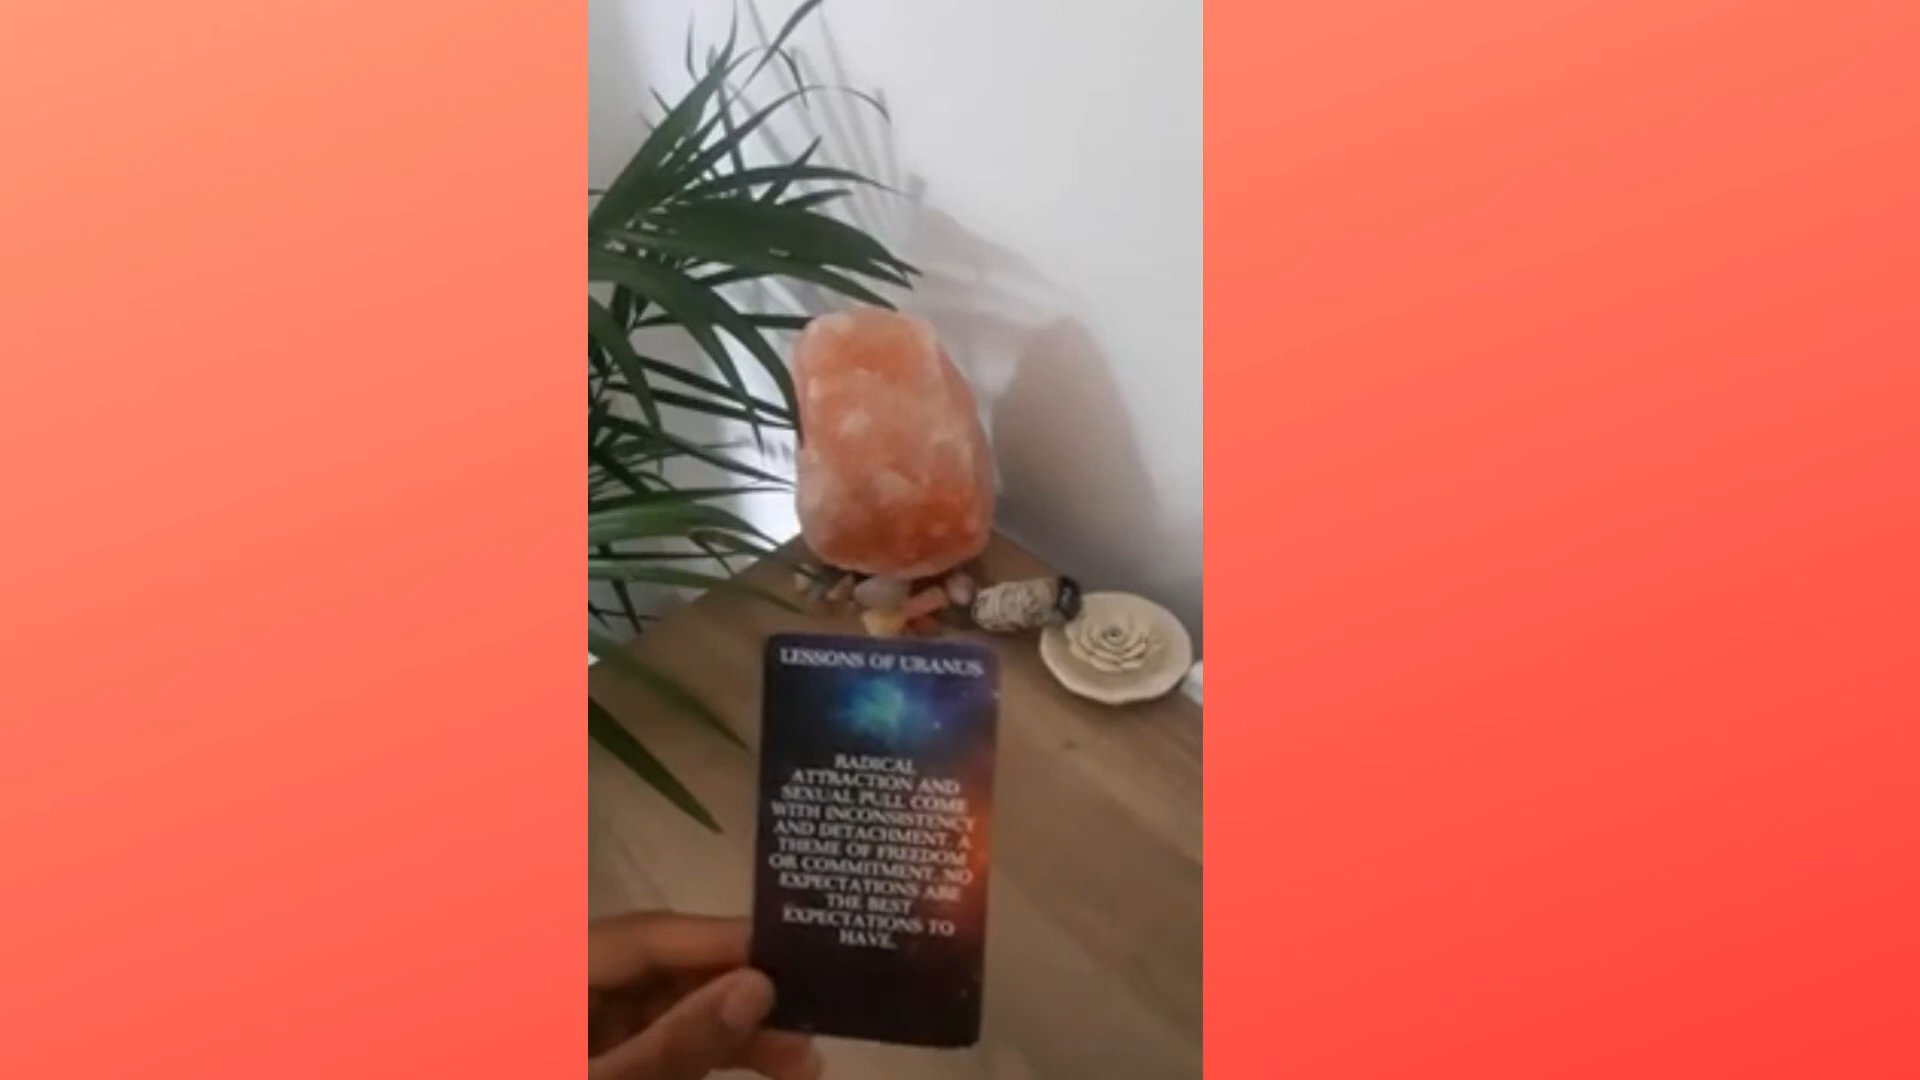 LESSONS OF URANUS
RADICAL
ATTRACTION AND
SEXUAL PULL COME
WITH INCONSISTENCY
AND DETACHMENT. A
THEME OF FREEDOM
OR COMMITMENT. NO
EXPECTATIONS ARE
THE BEST
EXPECTATIONS TO
HAVE.